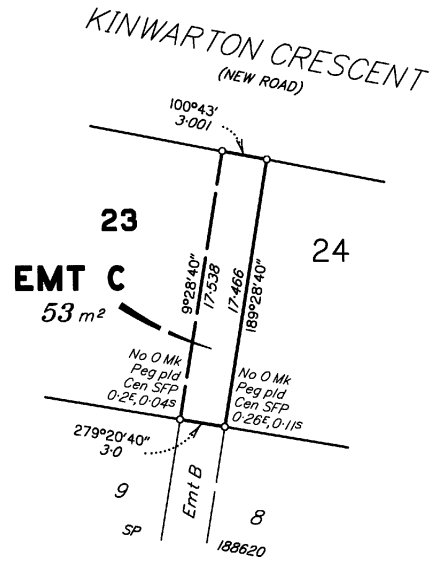 KINWARTON CRESCENT
(NEW ROAD)
100°43'
3·001
23
24
EMT C
53 m²
9°28'40"
17·538
17·466
189°28'40"
No O Mk
Peg pld
Cen SFP
0·2E,0·04S
No O Mk
Peg pld
Cen SFP
0·26E,0·11S
279°20'40"
3·0
9
Emt B
8
SP
188620